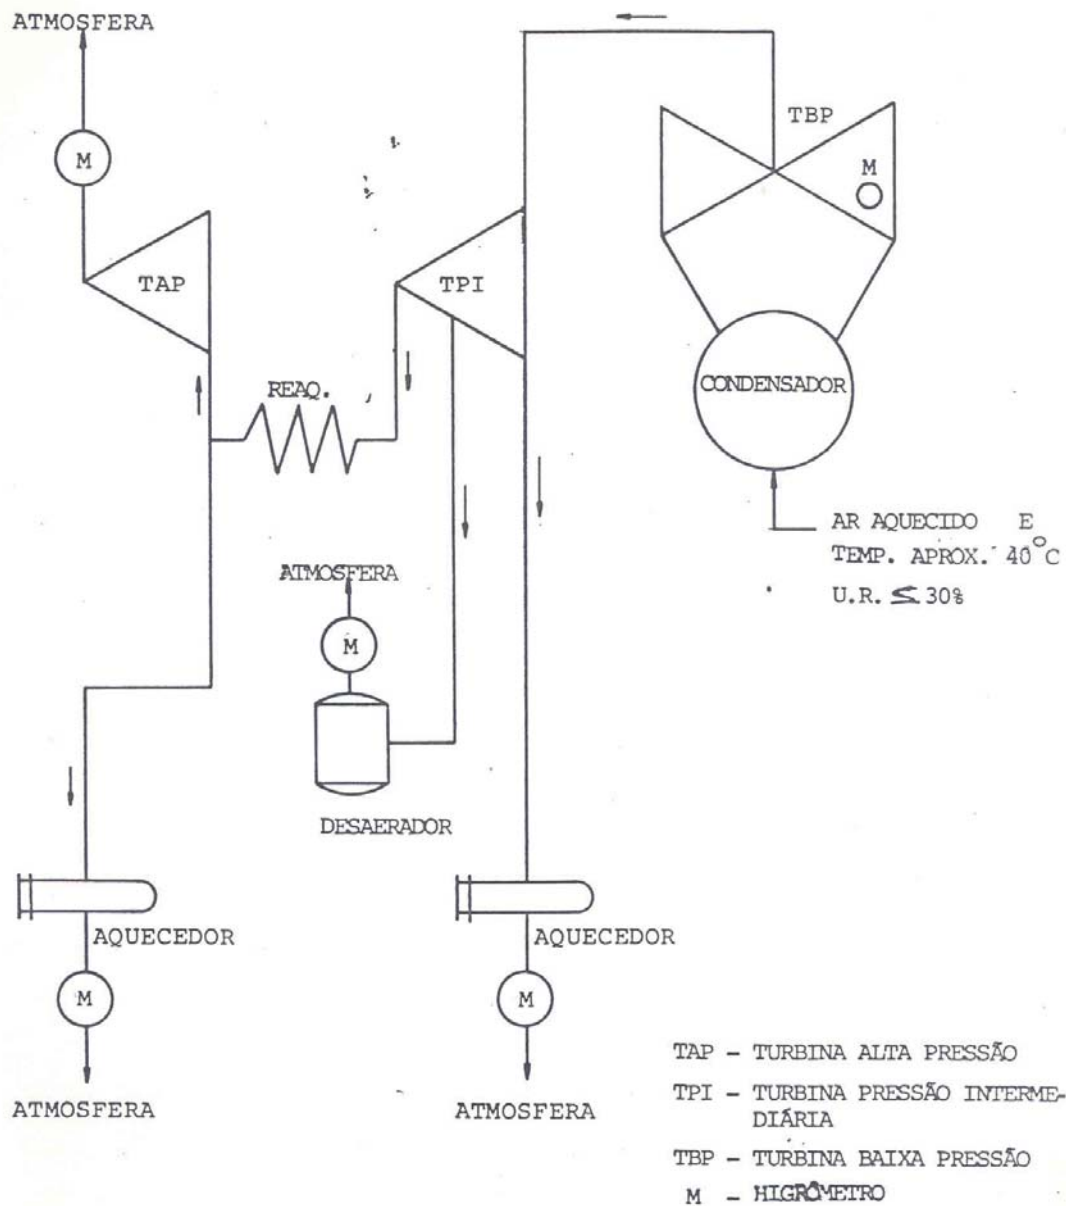 ATMOSFERA
M
TAP
REAQ.
TPI
TBP
M
CONDENSADOR
AR AQUECIDO E
TEMP. APROX. 40°C
U.R. ≤ 30%
ATMOSFERA
M
DESAERADOR
AQUECEDOR
M
ATMOSFERA
AQUECEDOR
M
ATMOSFERA
TAP - TURBINA ALTA PRESSÃO
TPI - TURBINA PRESSÃO INTERME-
DIÁRIA
TBP - TURBINA BAIXA PRESSÃO
M - HIGRÔMETRO